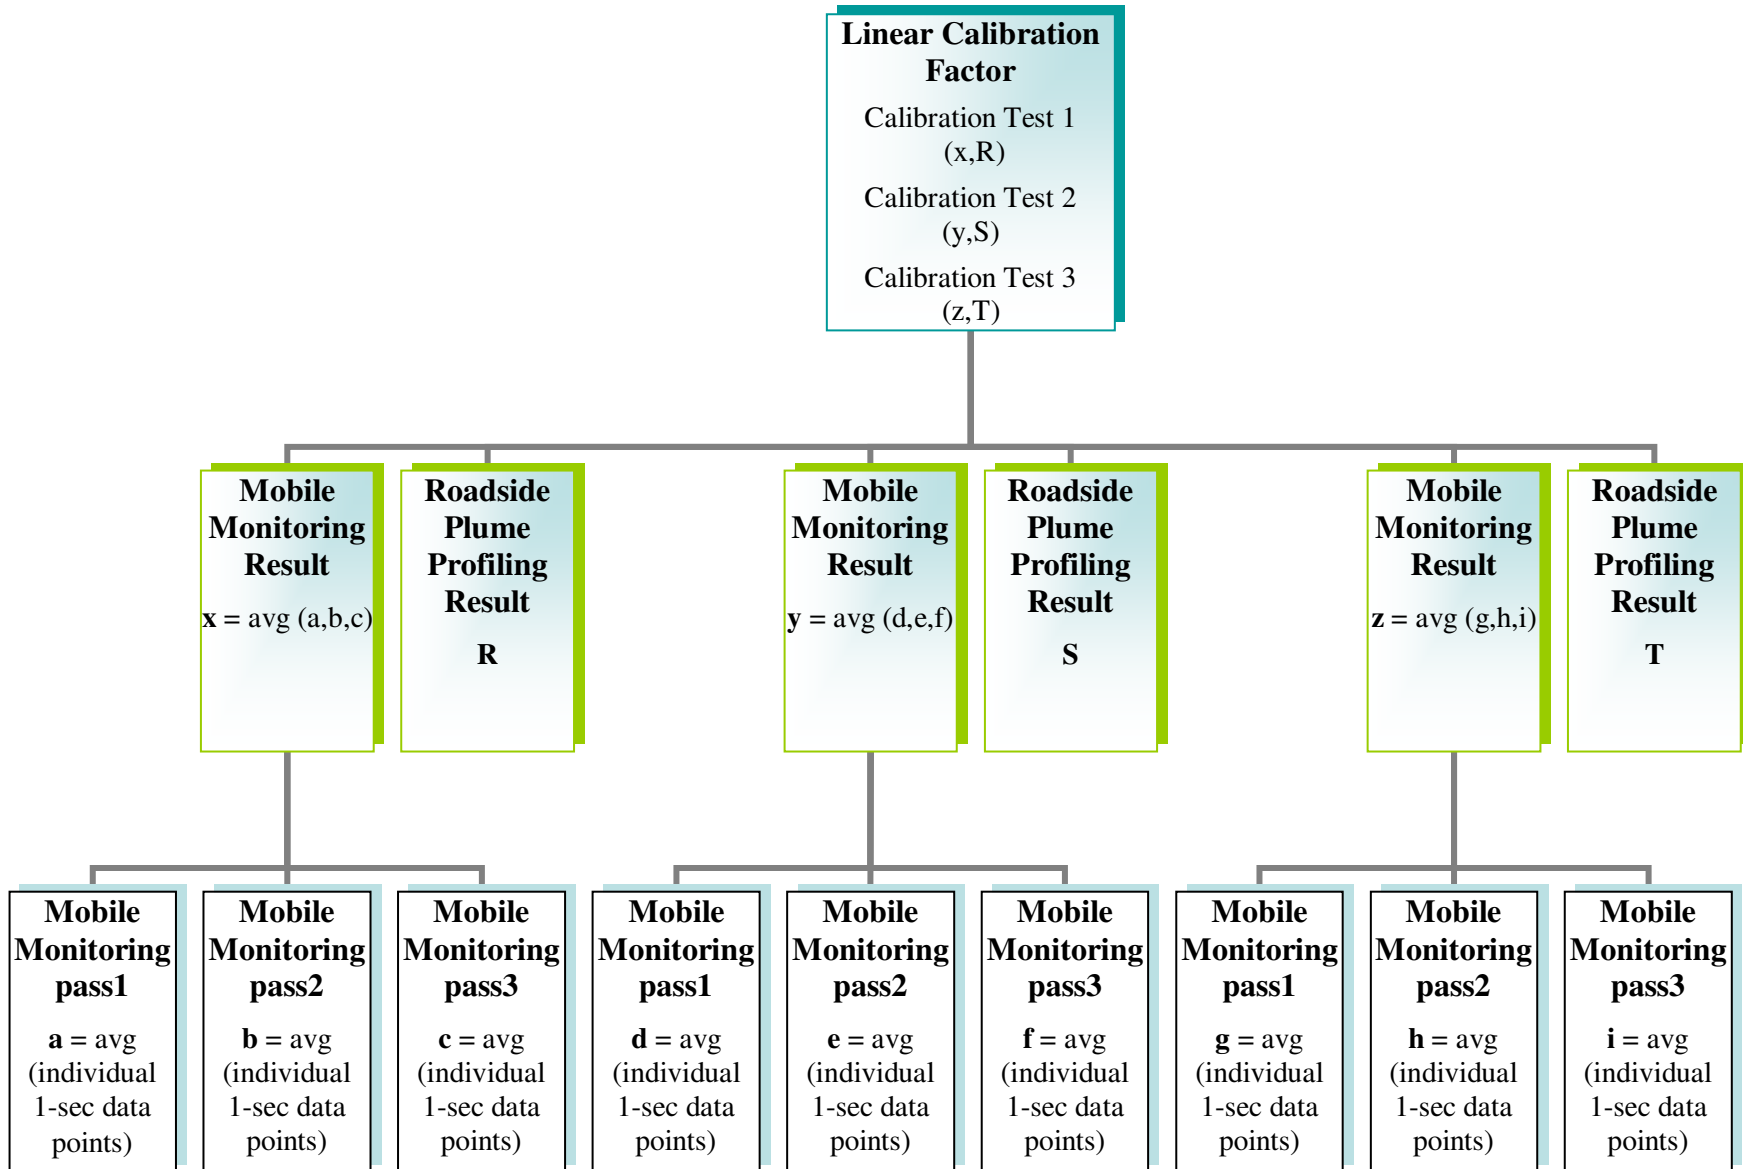 Linear Calibration
Factor
Calibration Test 1
(x,R)
Calibration Test 2
(y,S)
Calibration Test 3
(z,T)
Mobile
Monitoring
Result
x = avg (a,b,c)
Roadside
Plume
Profiling
Result
R
Mobile
Monitoring
Result
y = avg (d,e,f)
Roadside
Plume
Profiling
Result
S
Mobile
Monitoring
Result
z = avg (g,h,i)
Roadside
Plume
Profiling
Result
T
Mobile
Monitoring
pass1
a = avg
(individual
1-sec data
points)
Mobile
Monitoring
pass2
b = avg
(individual
1-sec data
points)
Mobile
Monitoring
pass3
c = avg
(individual
1-sec data
points)
Mobile
Monitoring
pass1
d = avg
(individual
1-sec data
points)
Mobile
Monitoring
pass2
e = avg
(individual
1-sec data
points)
Mobile
Monitoring
pass3
f = avg
(individual
1-sec data
points)
Mobile
Monitoring
pass1
g = avg
(individual
1-sec data
points)
Mobile
Monitoring
pass2
h = avg
(individual
1-sec data
points)
Mobile
Monitoring
pass3
i = avg
(individual
1-sec data
points)